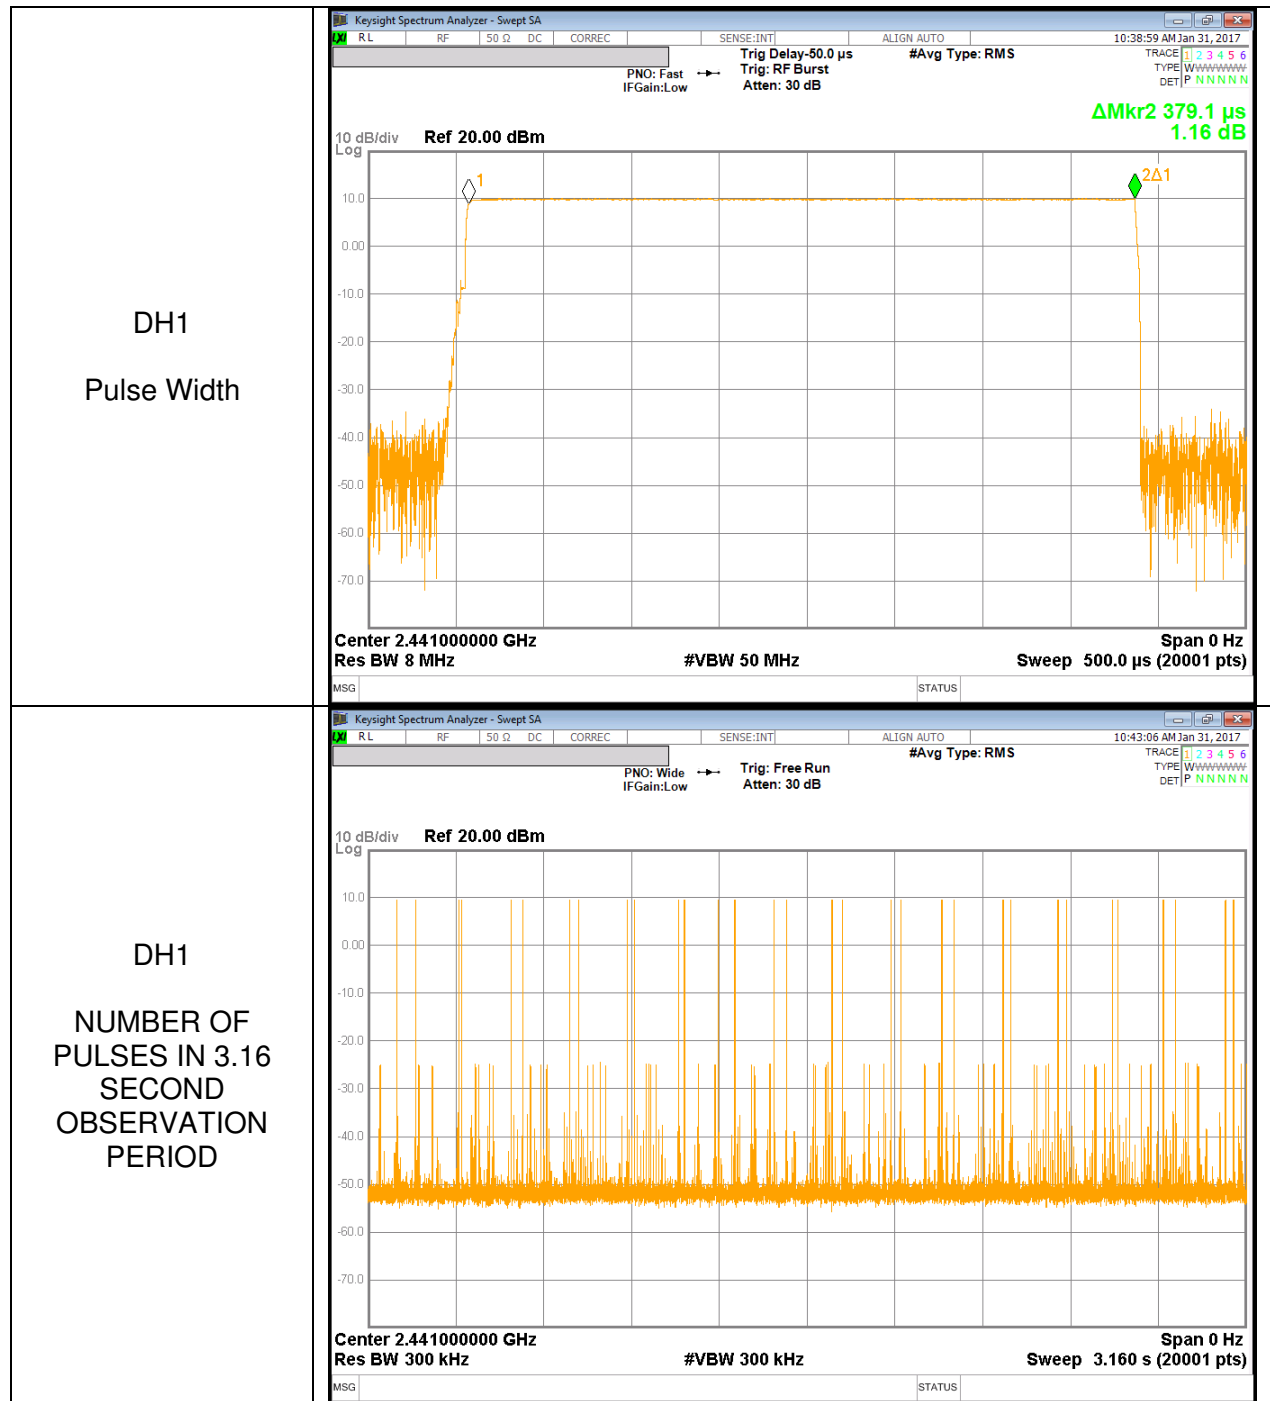 DH1
Pulse Width
Keysight Spectrum Analyzer - Swept SA
LXI RL RF 50 Ω DC CORREC SENSE:INT ALIGN AUTO 10:38:59 AM Jan 31, 2017
Trig Delay-50.0 µs #Avg Type: RMS TRACE 1 2 3 4 5 6
PNO: Fast Trig: RF Burst TYPE WWWWWW
IFGain:Low Atten: 30 dB DET P N N N N N
ΔMkr2 379.1 µs
1.16 dB
10 dB/div Ref 20.00 dBm
Log
1
2Δ1
10.0
0.00
-10.0
-20.0
-30.0
-40.0
-50.0
-60.0
-70.0
Center 2.441000000 GHz Span 0 Hz
Res BW 8 MHz #VBW 50 MHz Sweep 500.0 µs (20001 pts)
MSG STATUS
DH1
NUMBER OF
PULSES IN 3.16
SECOND
OBSERVATION
PERIOD
Keysight Spectrum Analyzer - Swept SA
LXI RL RF 50 Ω DC CORREC SENSE:INT ALIGN AUTO 10:43:06 AM Jan 31, 2017
#Avg Type: RMS TRACE 1 2 3 4 5 6
PNO: Wide Trig: Free Run TYPE WWWWWW
IFGain:Low Atten: 30 dB DET P N N N N N
10 dB/div Ref 20.00 dBm
Log
10.0
0.00
-10.0
-20.0
-30.0
-40.0
-50.0
-60.0
-70.0
Center 2.441000000 GHz Span 0 Hz
Res BW 300 kHz #VBW 300 kHz Sweep 3.160 s (20001 pts)
MSG STATUS